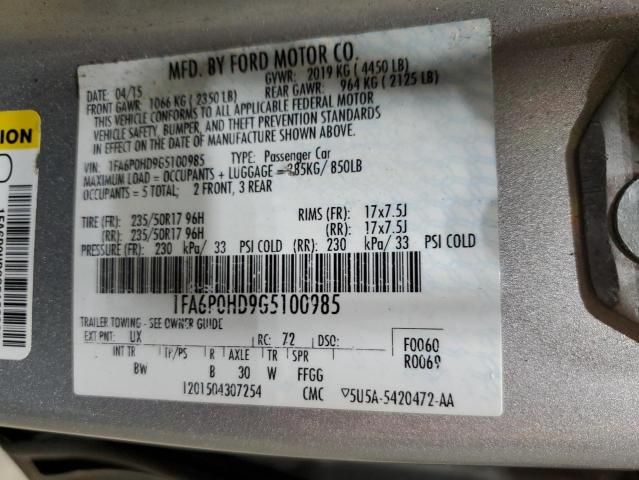 MFD. BY FORD MOTOR CO.
DATE: 04/15 GVWR: 2019 KG ( 4450 LB)
FRONT GAWR: 1066 KG ( 2350 LB) REAR GAWR: 964 KG ( 2125 LB)
THIS VEHICLE CONFORMS TO ALL APPLICABLE FEDERAL MOTOR
VEHICLE SAFETY, BUMPER, AND THEFT PREVENTION STANDARDS
IN EFFECT ON THE DATE OF MANUFACTURE SHOWN ABOVE.
VIN: 1FA6P0HD9G5100985 TYPE: Passenger Car
MAXIMUM LOAD = OCCUPANTS + LUGGAGE = 385KG/ 850LB
OCCUPANTS = 5 TOTAL; 2 FRONT, 3 REAR
TIRE (FR): 235/50R17 96H RIMS (FR): 17x7.5J
(RR): 235/50R17 96H (RR): 17x7.5J
PRESSURE (FR): 230 kPa/ 33 PSI COLD (RR): 230 kPa/ 33 PSI COLD
1FA6P0HD9G5100985
TRAILER TOWING - SEE OWNER GUIDE
EXT PNT: UX RC: 72 DSO: F0060
INT TR TP/PS R AXLE TR SPR R0069
BW B 30 W FFGG
I201504307254 CMC ▽5U5A-5420472-AA